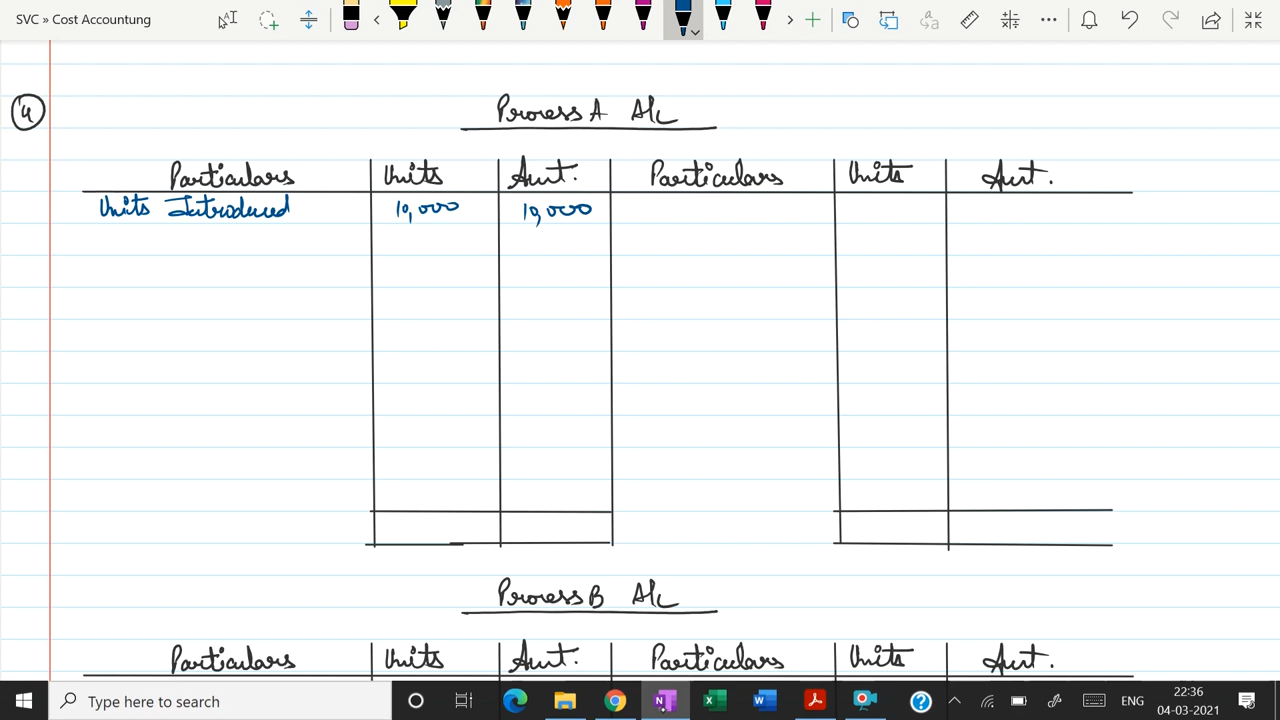 SVC » Cost Accountung
4
Process A A/c
Particulars Units Amt. Particulars Units Amt.
Units Introduced 10,000 10,000
Process B A/c
Particulars Units Amt. Particulars Units Amt.
Type here to search
ENG
22:36
04-03-2021